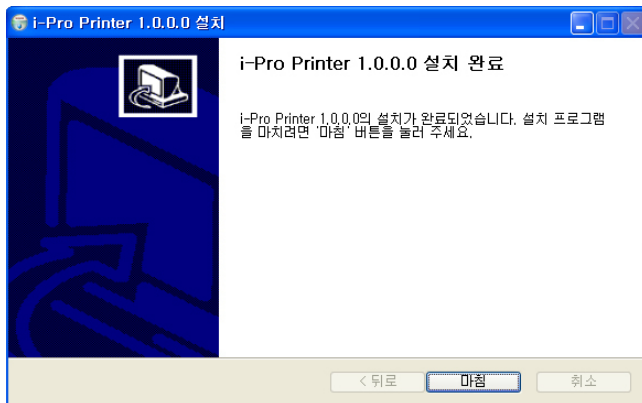 i-Pro Printer 1.0.0.0 설치
i-Pro Printer 1.0.0.0 설치 완료
i-Pro Printer 1.0.0.0의 설치가 완료되었습니다. 설치 프로그램
을 마치려면 '마침' 버튼을 눌러 주세요.
< 뒤로 마침 취소